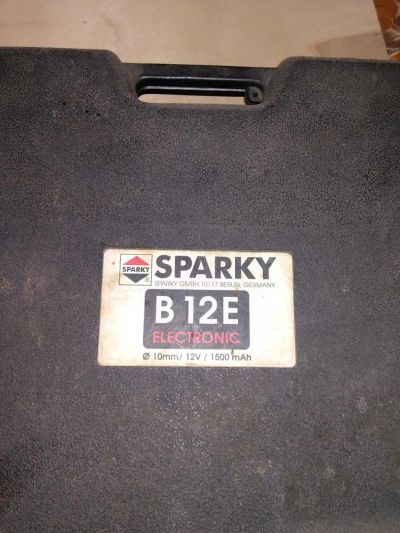 SPARKY
SPARKY
SPARKY GMBH, 10117 BERLIN, GERMANY
B 12E
ELECTRONIC
Ø 10mm/ 12V / 1500 mAh